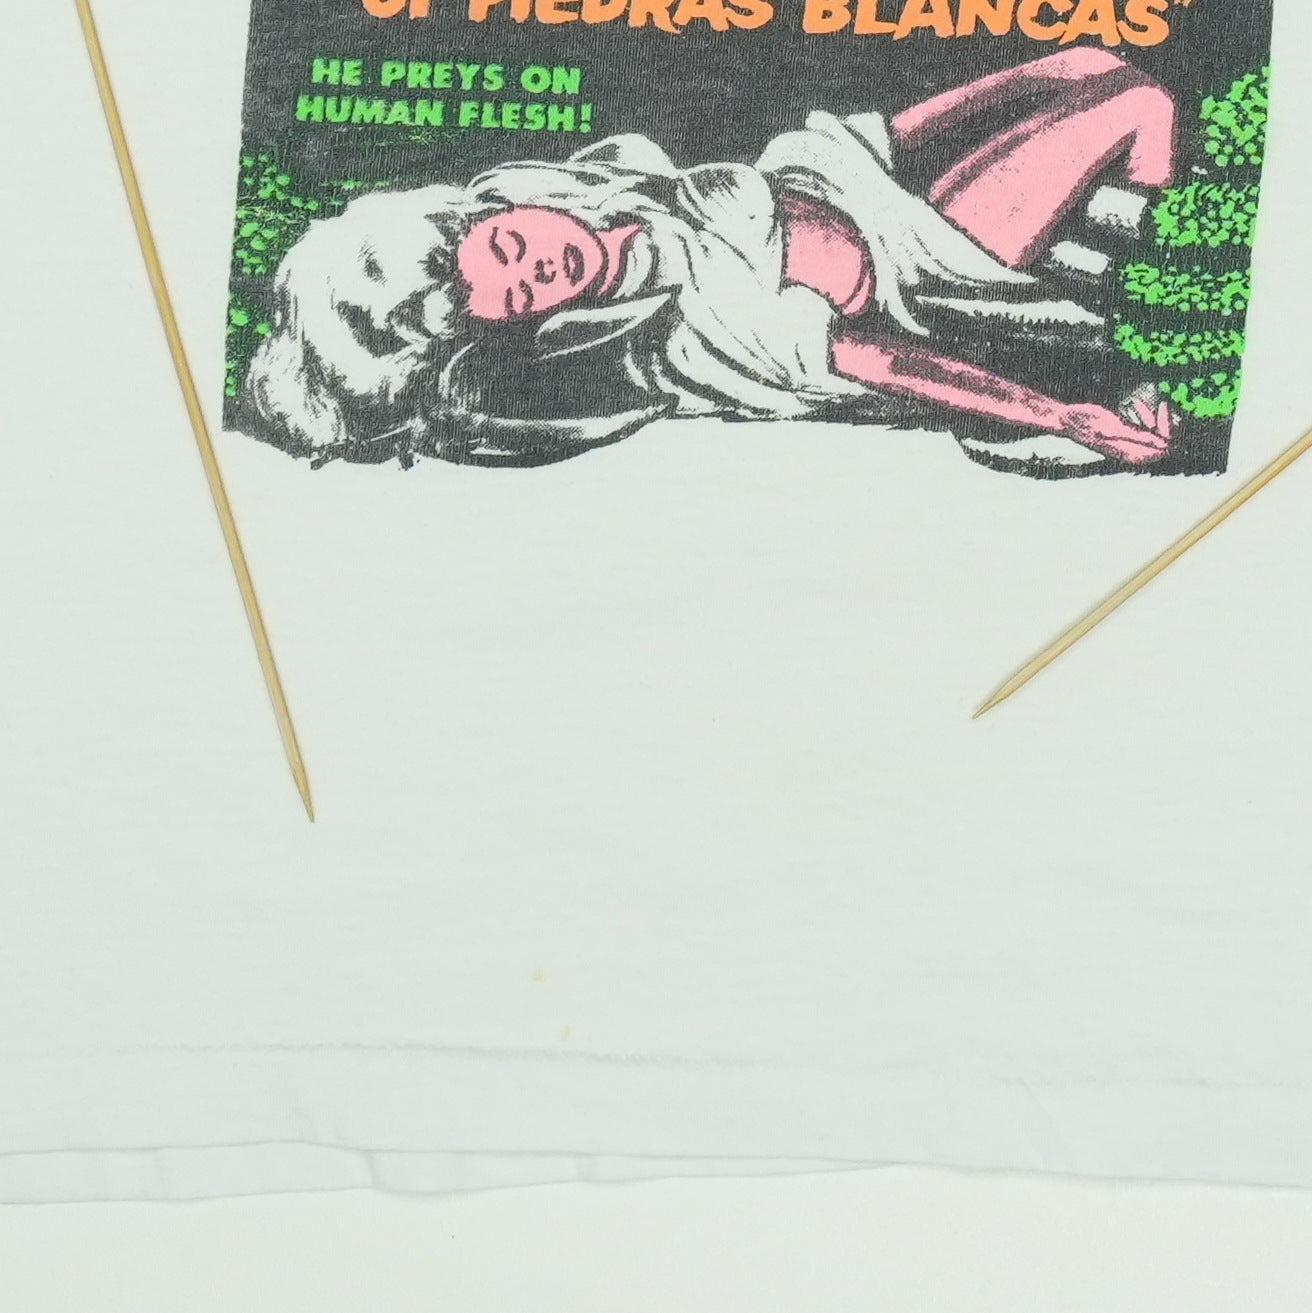 OF PIEDRAS BLANCAS"
HE PREYS ON
HUMAN FLESH!